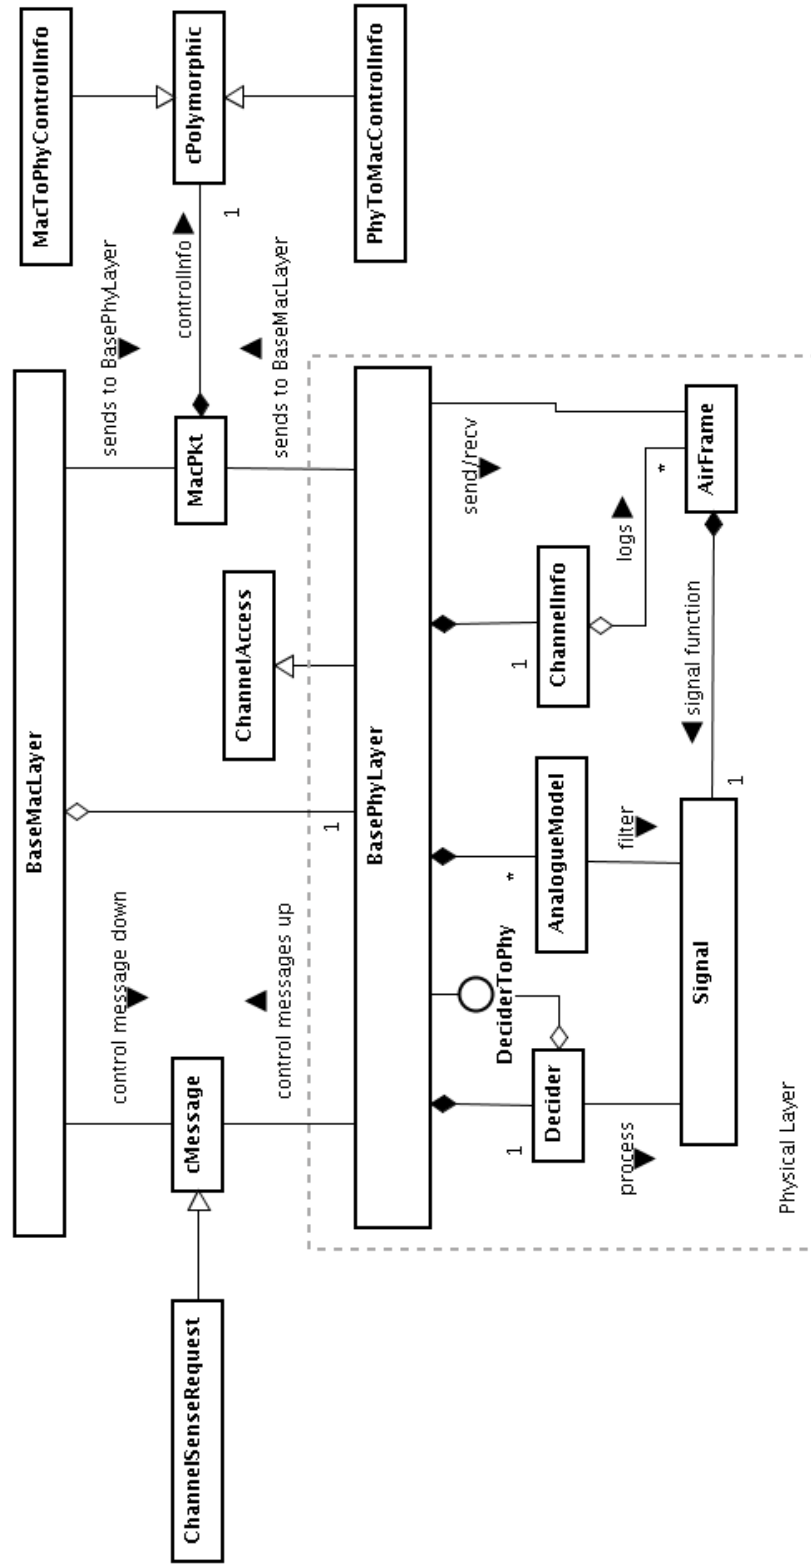 BaseMacLayer
control message down
sends to BasePhyLayer
MacToPhyControlInfo
ChannelSenseRequest
cMessage
MacPkt
controlInfo
1
cPolymorphic
ChannelAccess
control messages up
sends to BaseMacLayer
PhyToMacControlInfo
1
BasePhyLayer
send/recv
DeciderToPhy
1
*
1
Decider
AnalogueModel
ChannelInfo
process
filter
logs
*
Signal
signal function
AirFrame
1
Physical Layer